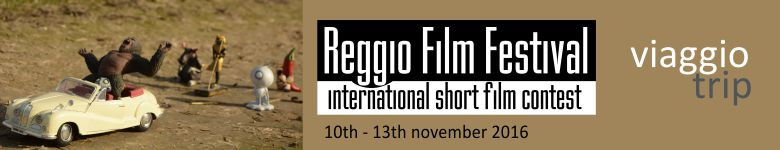 Reggio Film Festival
international short film contest
10th - 13th november 2016
viaggio
trip